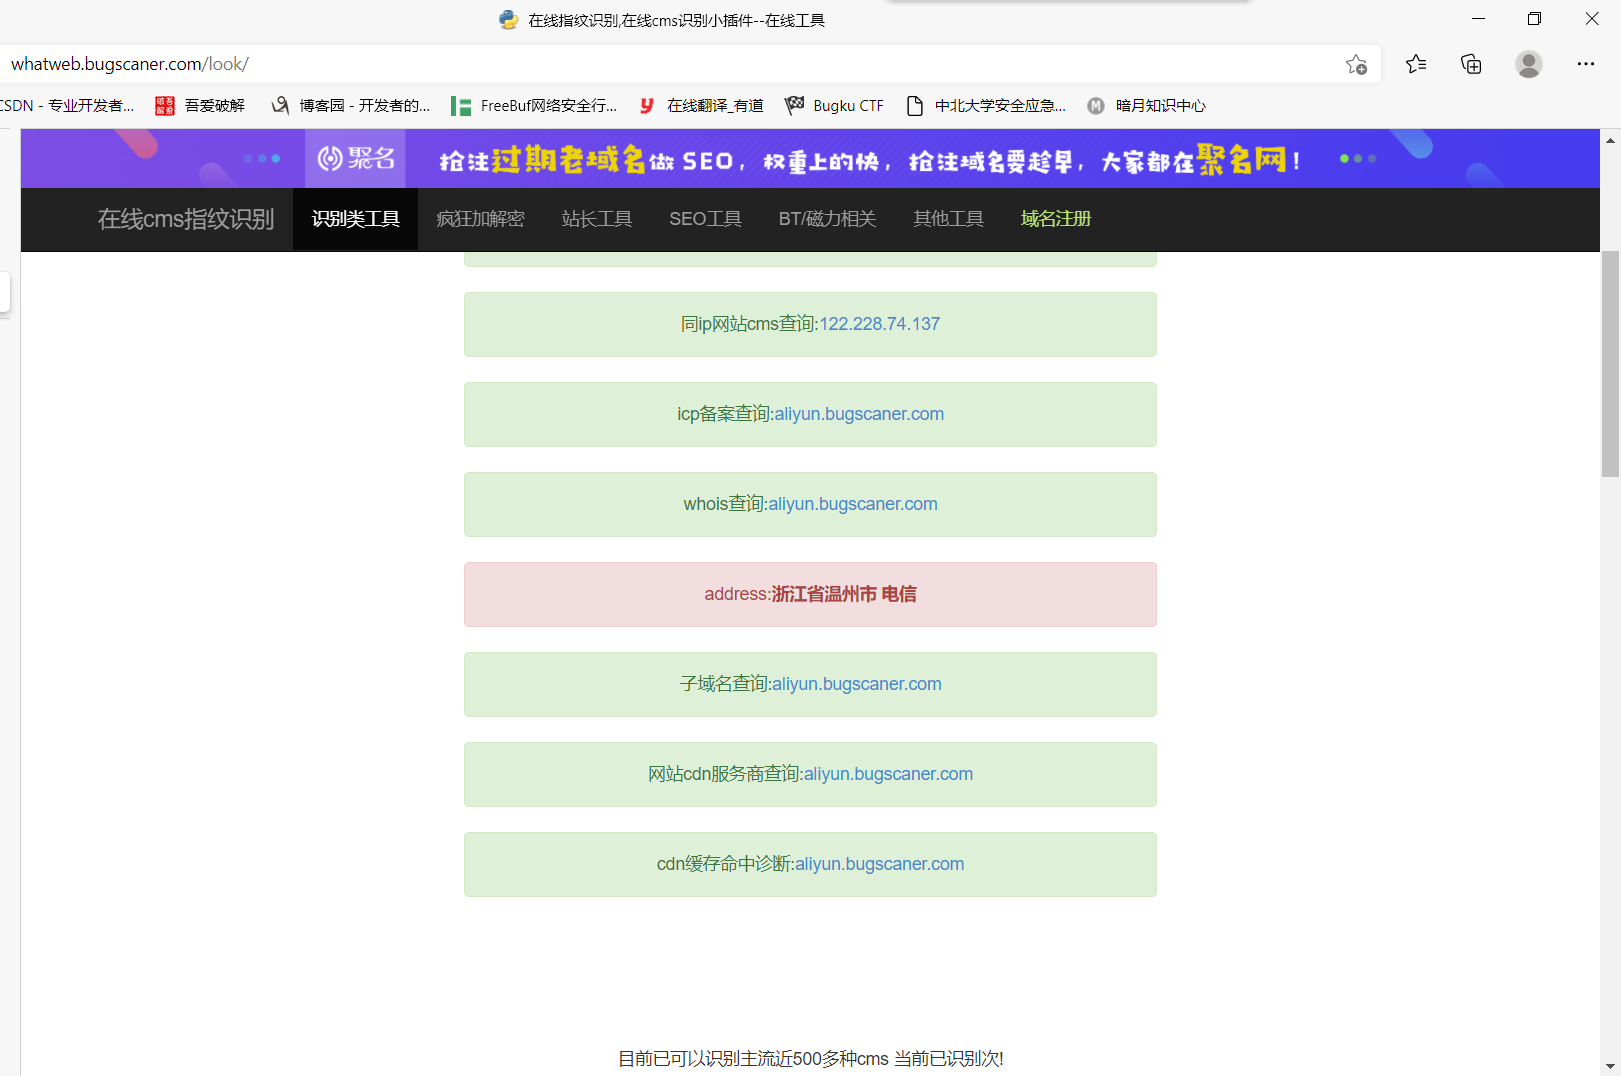 在线指纹识别,在线cms识别小插件--在线工具
whatweb.bugscaner.com/look/
CSDN - 专业开发者... 吾爱破解 博客园 - 开发者的... FreeBuf网络安全行... 在线翻译_有道 Bugku CTF 中北大学安全应急... 暗月知识中心
聚名 抢注过期老域名做 SEO，权重上的快，抢注域名要趁早，大家都在聚名网！
在线cms指纹识别 识别类工具 疯狂加解密 站长工具 SEO工具 BT/磁力相关 其他工具 域名注册
同ip网站cms查询:122.228.74.137
icp备案查询:aliyun.bugscaner.com
whois查询:aliyun.bugscaner.com
address:浙江省温州市 电信
子域名查询:aliyun.bugscaner.com
网站cdn服务商查询:aliyun.bugscaner.com
cdn缓存命中诊断:aliyun.bugscaner.com
目前已可以识别主流近500多种cms 当前已识别次!